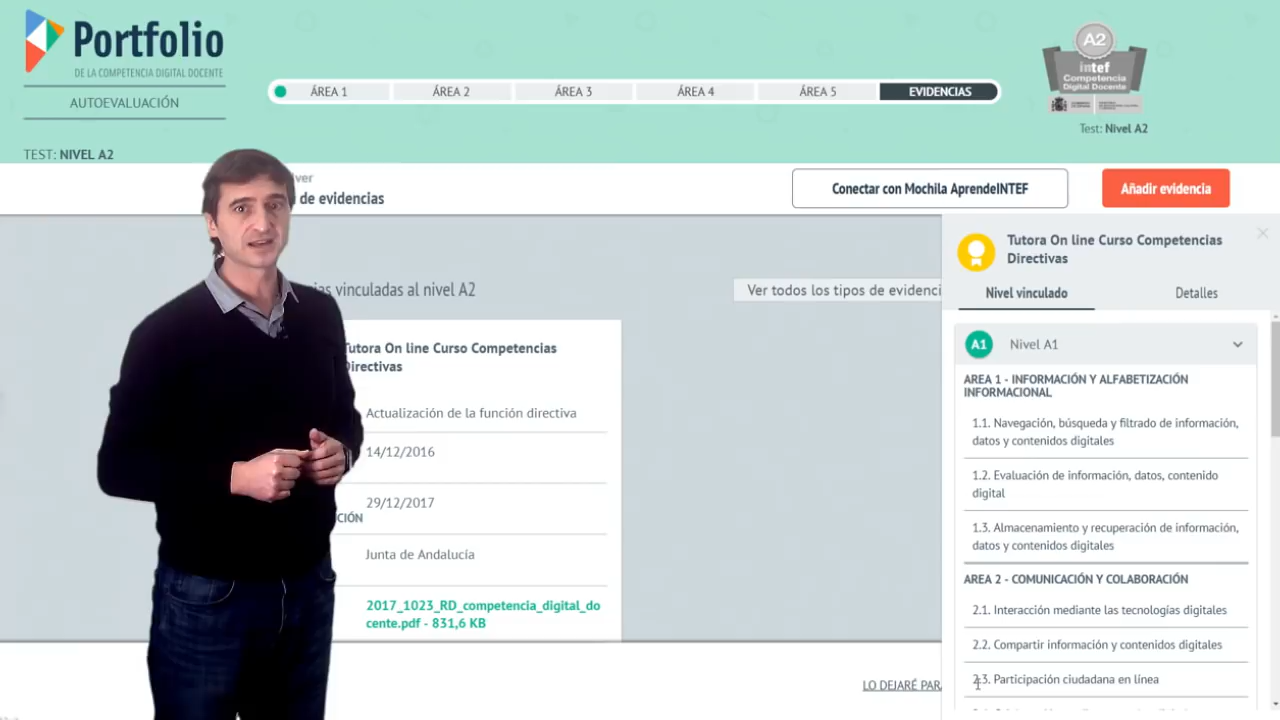 Portfolio
DE LA COMPETENCIA DIGITAL DOCENTE
AUTOEVALUACIÓN
TEST: NIVEL A2
ÁREA 1
ÁREA 2
ÁREA 3
ÁREA 4
ÁREA 5
EVIDENCIAS
A2
intef
Competencia
Digital Docente
Test: Nivel A2
de evidencias
Conectar con Mochila AprendeINTEF
Añadir evidencia
vinculadas al nivel A2
Ver todos los tipos de
Tutora On line Curso Competencias
Directivas
Actualización de la función directiva
14/12/2016
29/12/2017
Junta de Andalucía
2017_1023_RD_competencia_digital_do
cente.pdf - 831,6 KB
LO DEJARÉ
Tutora On line Curso Competencias
Directivas
Nivel vinculado
Detalles
A1
Nivel A1
AREA 1 - INFORMACIÓN Y ALFABETIZACIÓN
INFORMACIONAL
1.1. Navegación, búsqueda y filtrado de información,
datos y contenidos digitales
1.2. Evaluación de información, datos, contenido
digital
1.3. Almacenamiento y recuperación de información,
datos y contenidos digitales
AREA 2 - COMUNICACIÓN Y COLABORACIÓN
2.1. Interacción mediante las tecnologías digitales
2.2. Compartir información y contenidos digitales
2.3. Participación ciudadana en línea